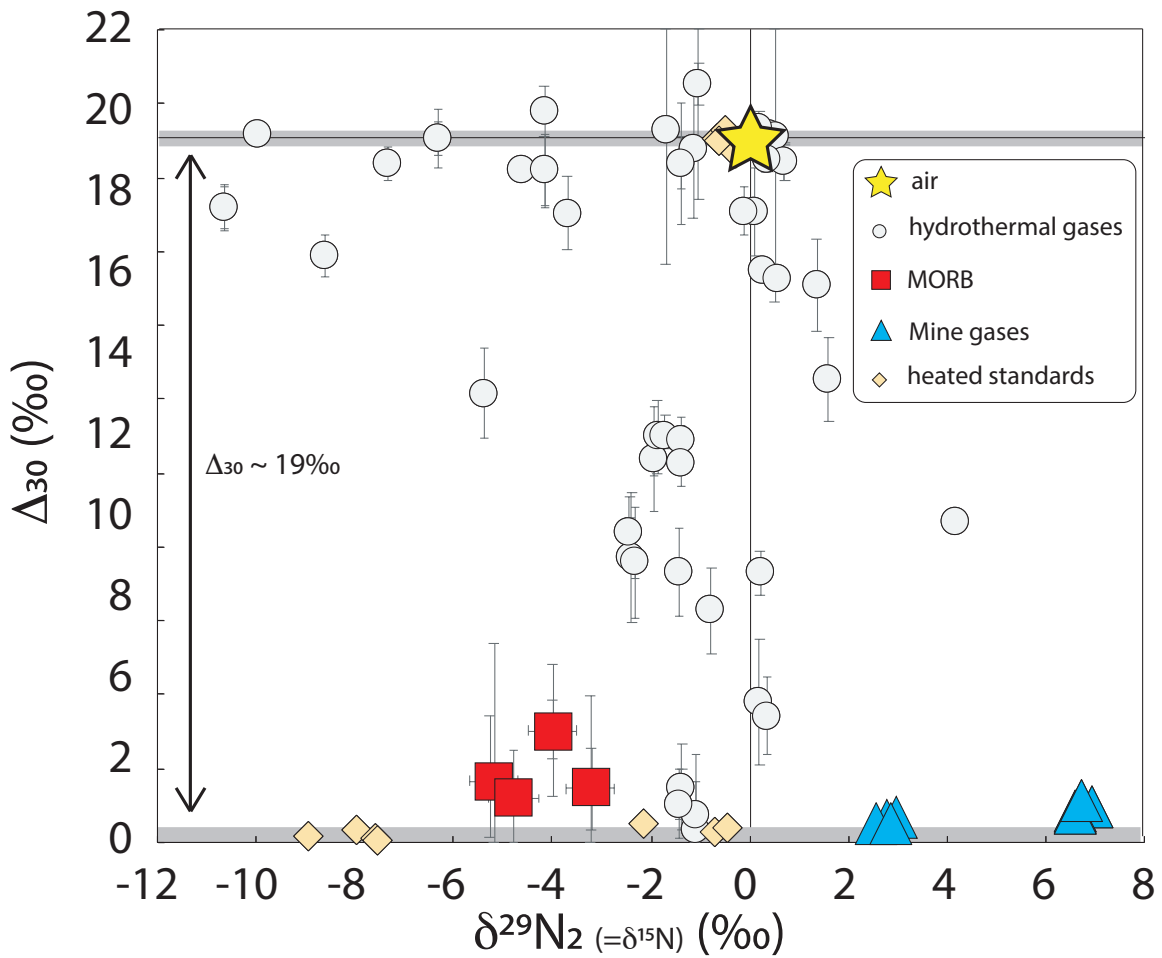 22
20
18
16
14
12
10
8
6
2
0
Δ₃₀ (‰)
Δ₃₀ ~ 19‰
air
hydrothermal gases
MORB
Mine gases
heated standards
-12 -10 -8 -6 -4 -2 0 2 4 6 8
δ²⁹N₂ (=δ¹⁵N) (‰)